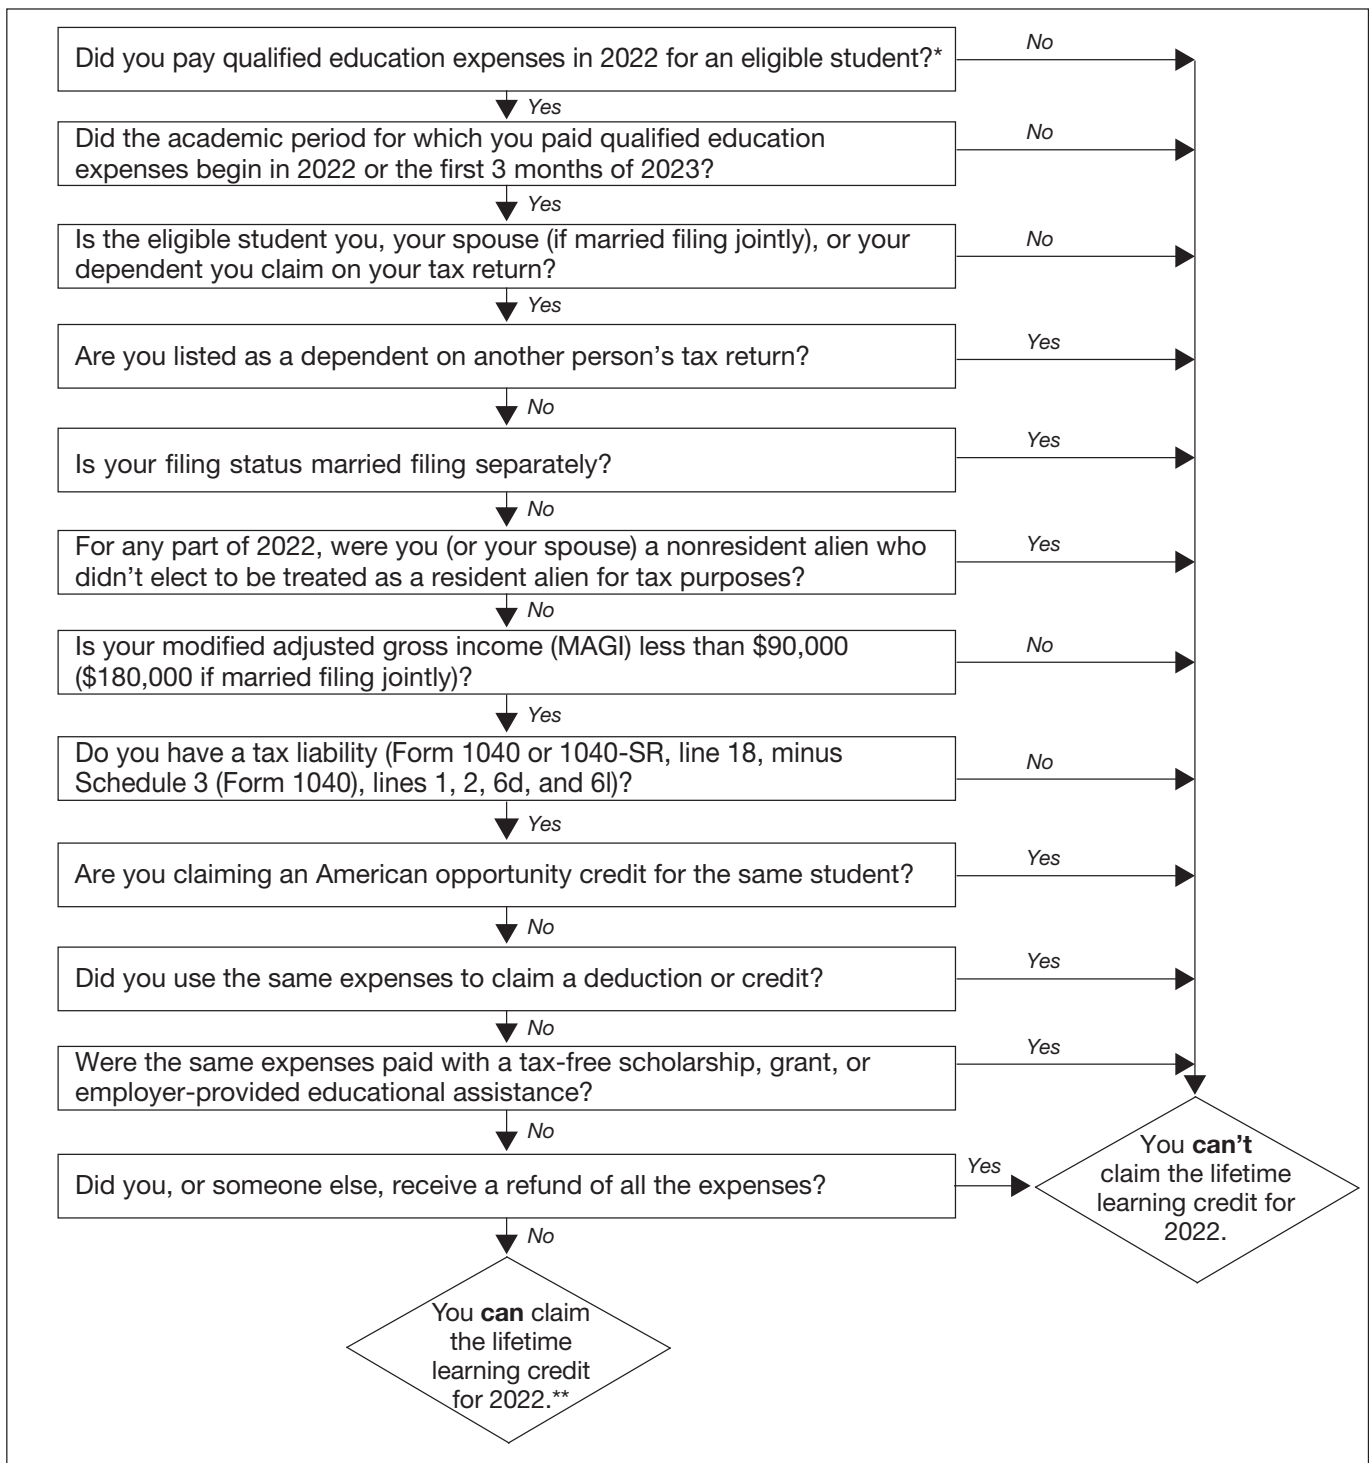 Did you pay qualified education expenses in 2022 for an eligible student?*
No
Yes
Did the academic period for which you paid qualified education
expenses begin in 2022 or the first 3 months of 2023?
No
Yes
Is the eligible student you, your spouse (if married filing jointly), or your
dependent you claim on your tax return?
No
Yes
Are you listed as a dependent on another person’s tax return?
Yes
No
Is your filing status married filing separately?
Yes
No
For any part of 2022, were you (or your spouse) a nonresident alien who
didn’t elect to be treated as a resident alien for tax purposes?
Yes
No
Is your modified adjusted gross income (MAGI) less than $90,000
($180,000 if married filing jointly)?
No
Yes
Do you have a tax liability (Form 1040 or 1040-SR, line 18, minus
Schedule 3 (Form 1040), lines 1, 2, 6d, and 6l)?
No
Yes
Are you claiming an American opportunity credit for the same student?
Yes
No
Did you use the same expenses to claim a deduction or credit?
Yes
No
Were the same expenses paid with a tax-free scholarship, grant, or
employer-provided educational assistance?
Yes
No
Did you, or someone else, receive a refund of all the expenses?
Yes
You can’t
claim the lifetime
learning credit for
2022.
No
You can claim
the lifetime
learning credit
for 2022.**